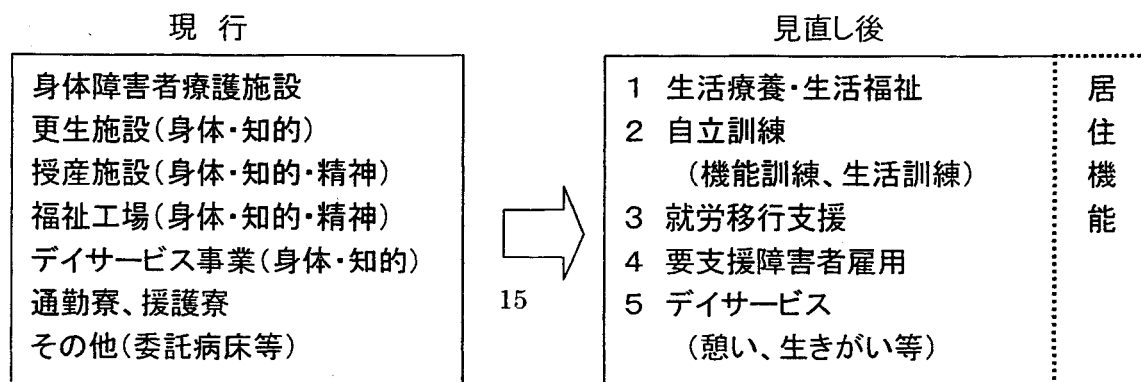 現 行
身体障害者療護施設
更生施設（身体・知的）
授産施設（身体・知的・精神）
福祉工場（身体・知的・精神）
デイサービス事業（身体・知的）
通勤寮、援護寮
その他（委託病床等）
15
見直し後
1 生活療養・生活福祉
2 自立訓練
（機能訓練、生活訓練）
3 就労移行支援
4 要支援障害者雇用
5 デイサービス
（憩い、生きがい等）
居
住
機
能